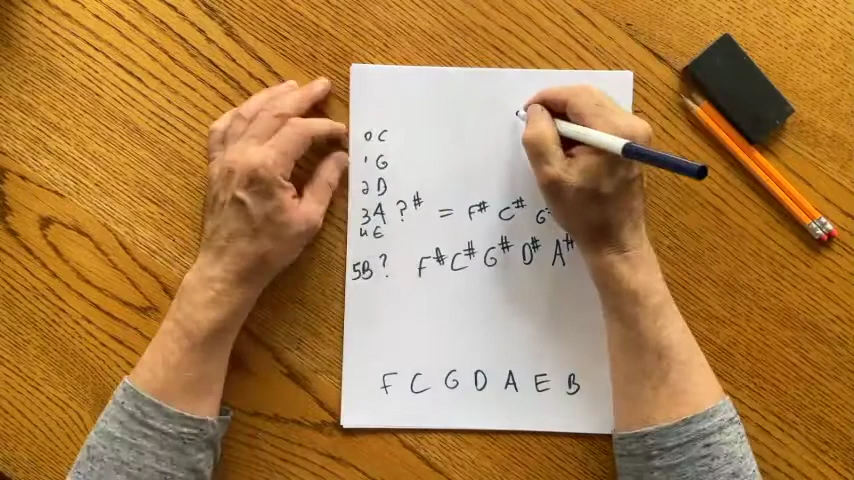 0 C
1 G
2 D
3 A ?# = F# C# G#
4 E
5 B ? F# C# G# D# A#
F C G D A E B